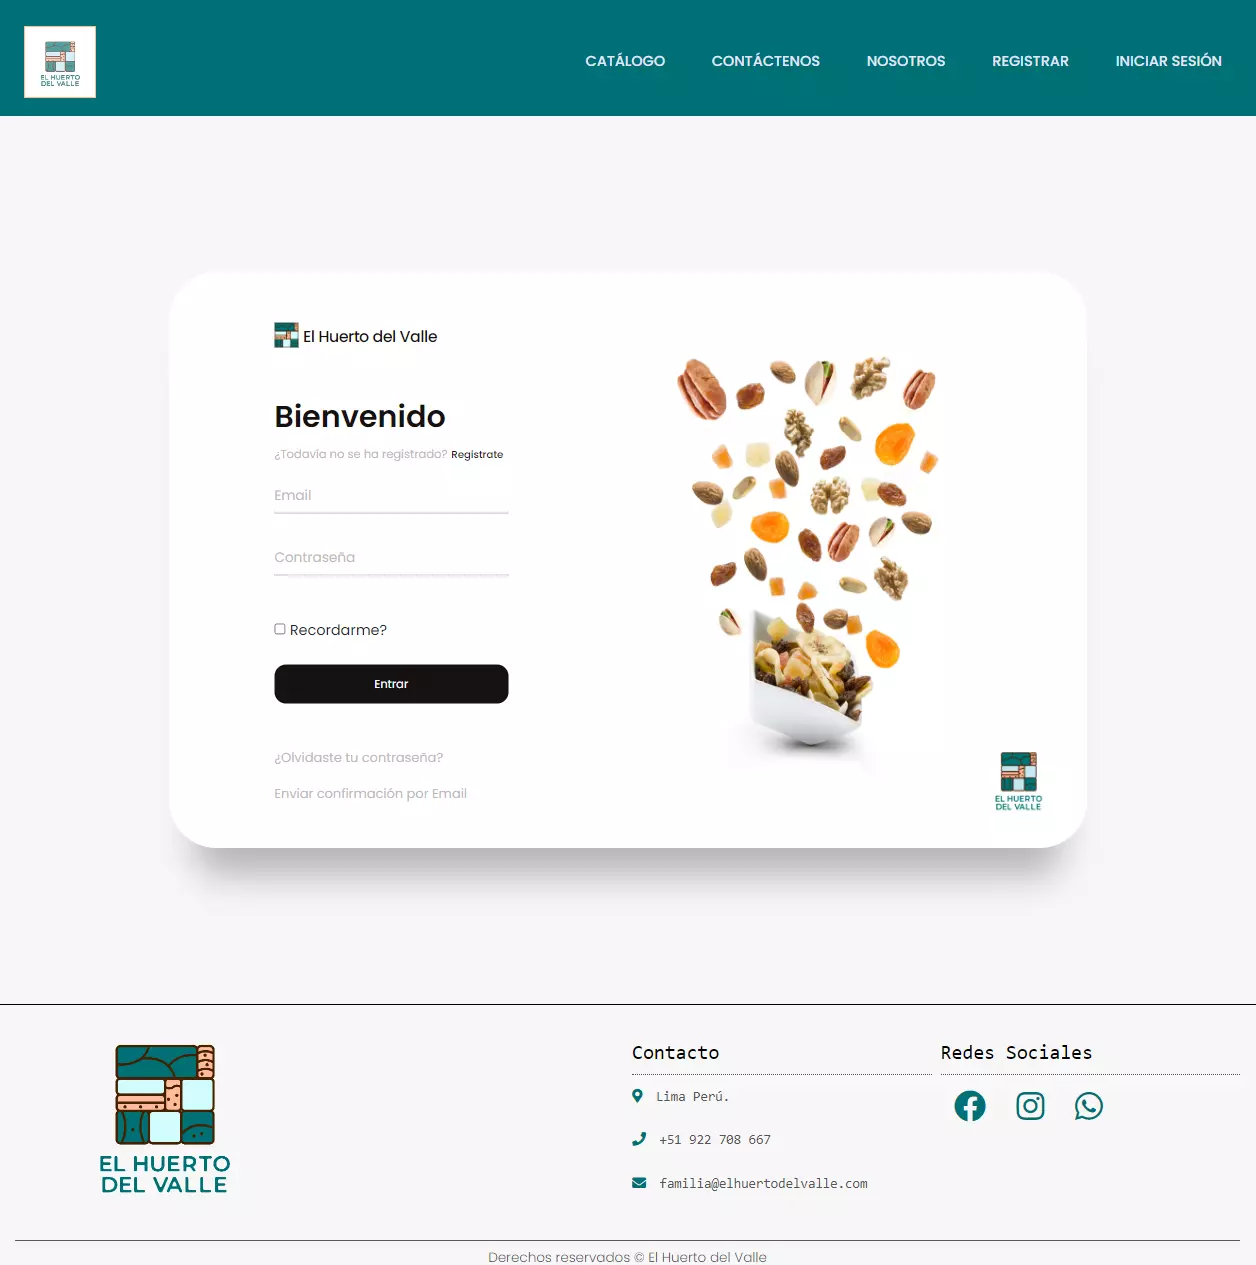 EL HUERTO
DEL VALLE
CATÁLOGO
CONTÁCTENOS
NOSOTROS
REGISTRAR
INICIAR SESIÓN
El Huerto del Valle
Bienvenido
¿Todavía no se ha registrado? Registrate
Email
Contraseña
Recordarme?
Entrar
¿Olvidaste tu contraseña?
Enviar confirmación por Email
EL HUERTO
DEL VALLE
EL HUERTO
DEL VALLE
Contacto
Lima Perú.
+51 922 708 667
familia@elhuertodelvalle.com
Redes Sociales
Derechos reservados © El Huerto del Valle